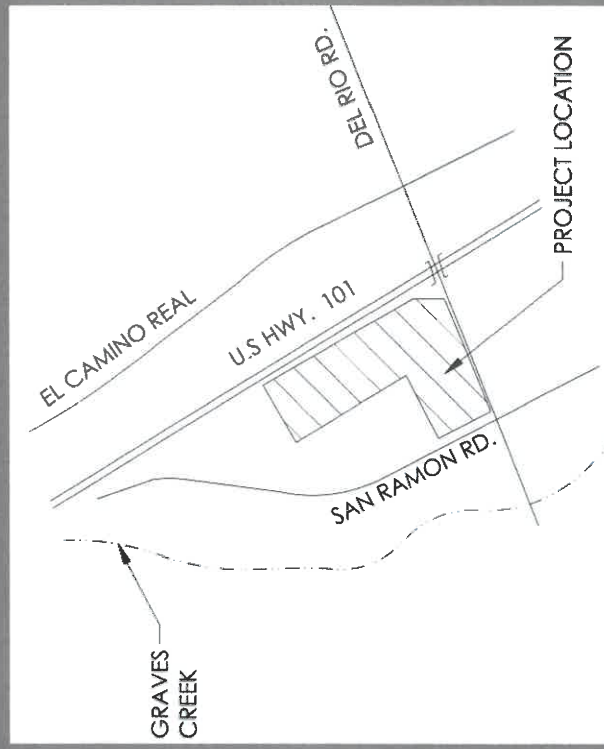 EL CAMINO REAL
U.S HWY. 101
DEL RIO RD.
SAN RAMON RD.
PROJECT LOCATION
GRAVES
CREEK